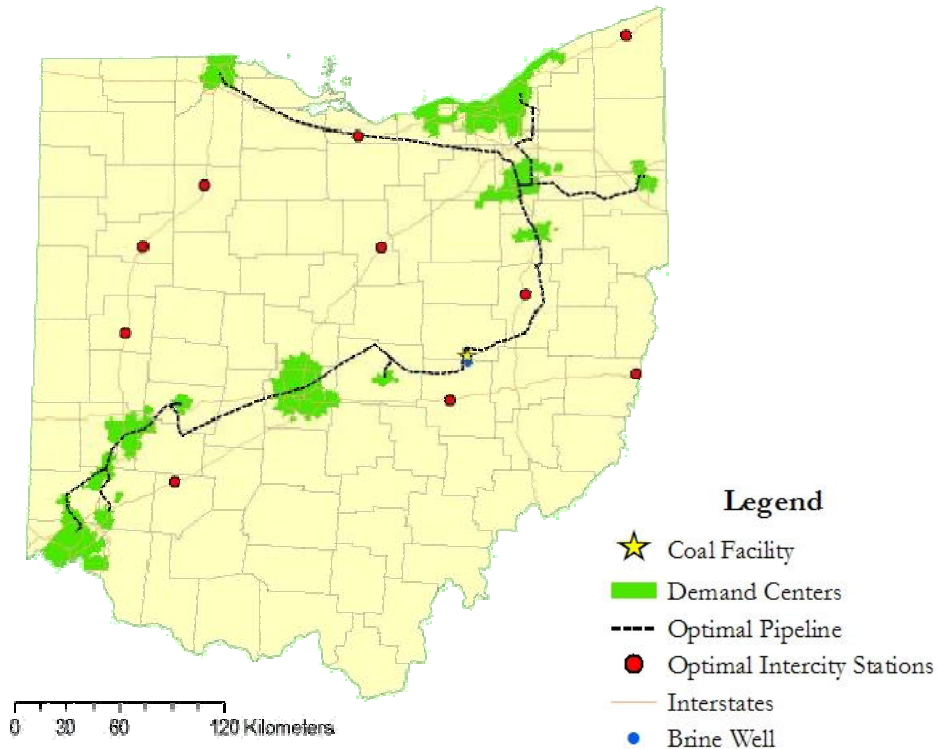 Legend
Coal Facility
Demand Centers
Optimal Pipeline
Optimal Intercity Stations
Interstates
Brine Well
0 30 60 120 Kilometers